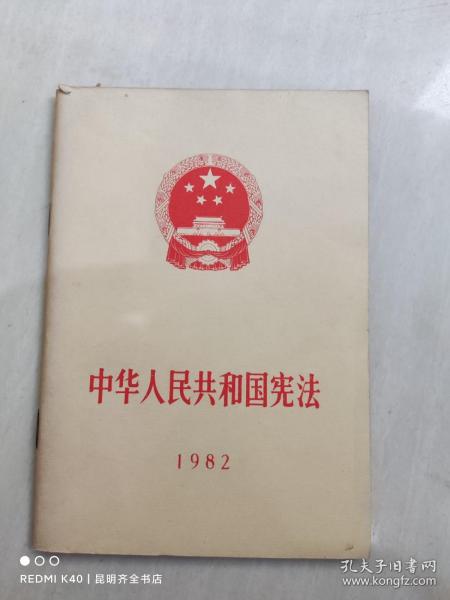 中华人民共和国宪法
1982
REDMI K40 | 昆明齐全书店
孔夫子旧书网
www.kongfz.com